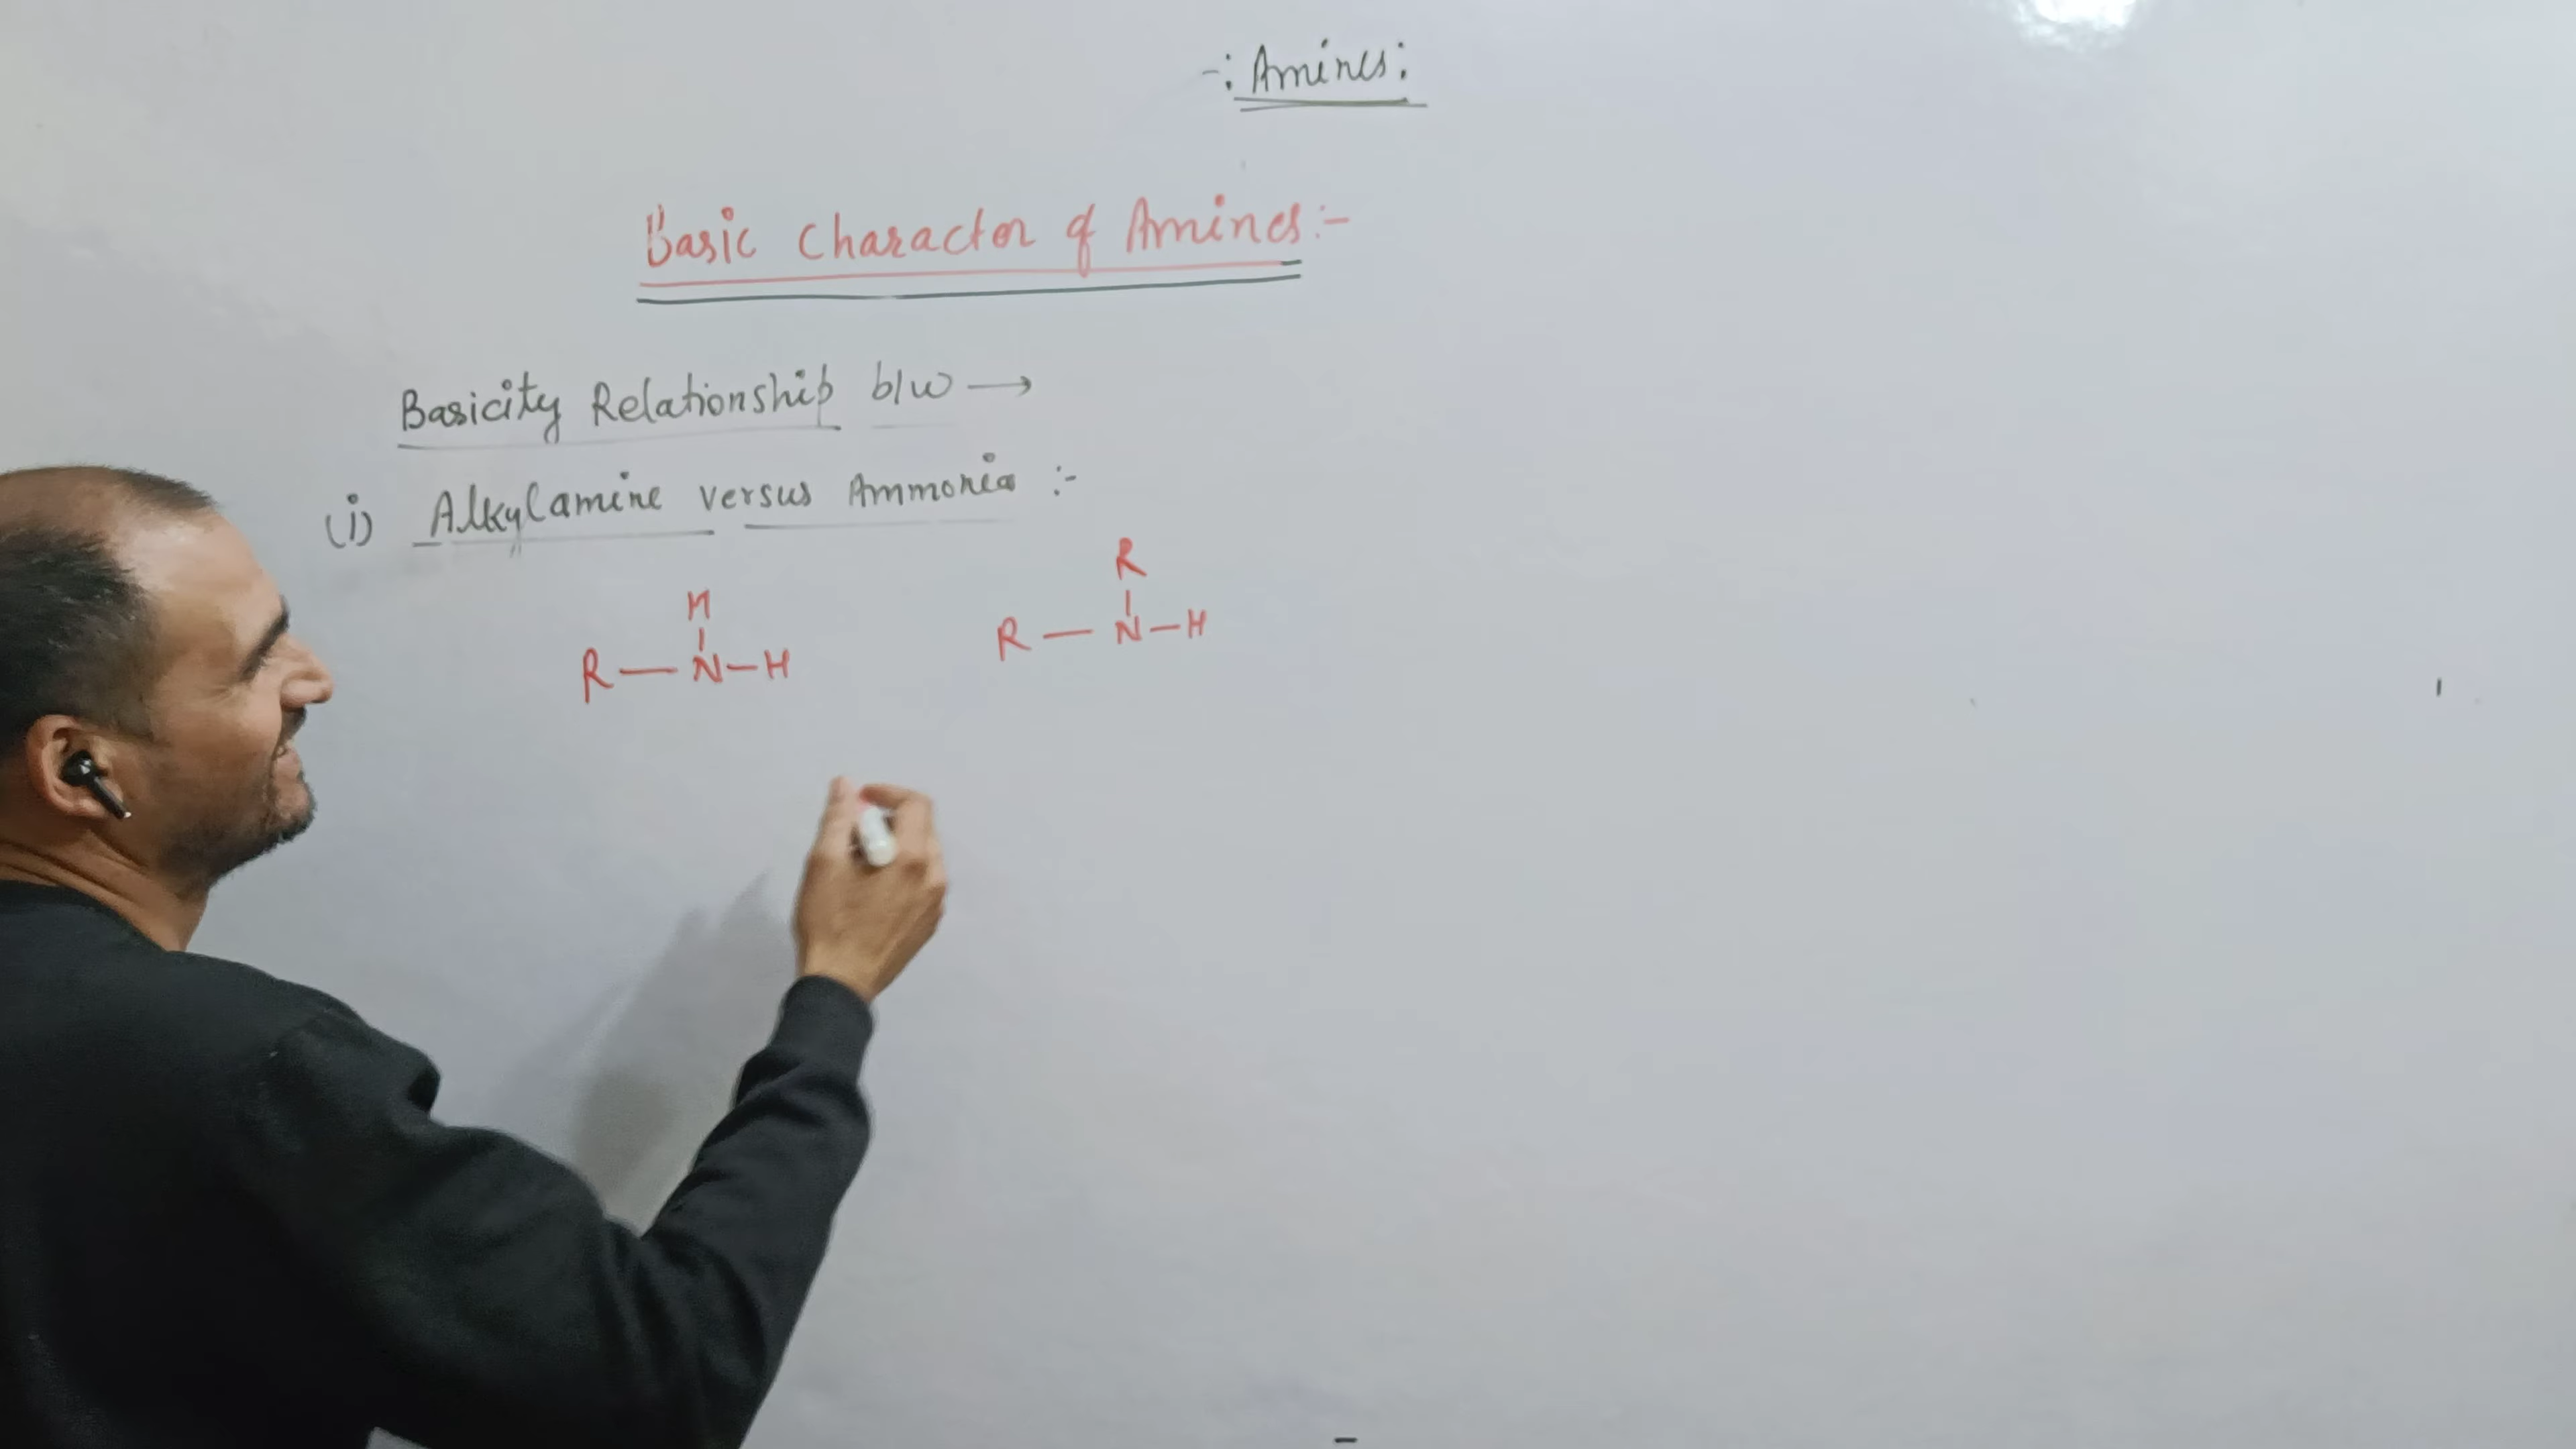 -: Amines:
Basic Character of Amines:-
Basicity Relationship b/w →
(i) Alkylamine versus Ammonia :-
H
R — N — H
R
R — N — H